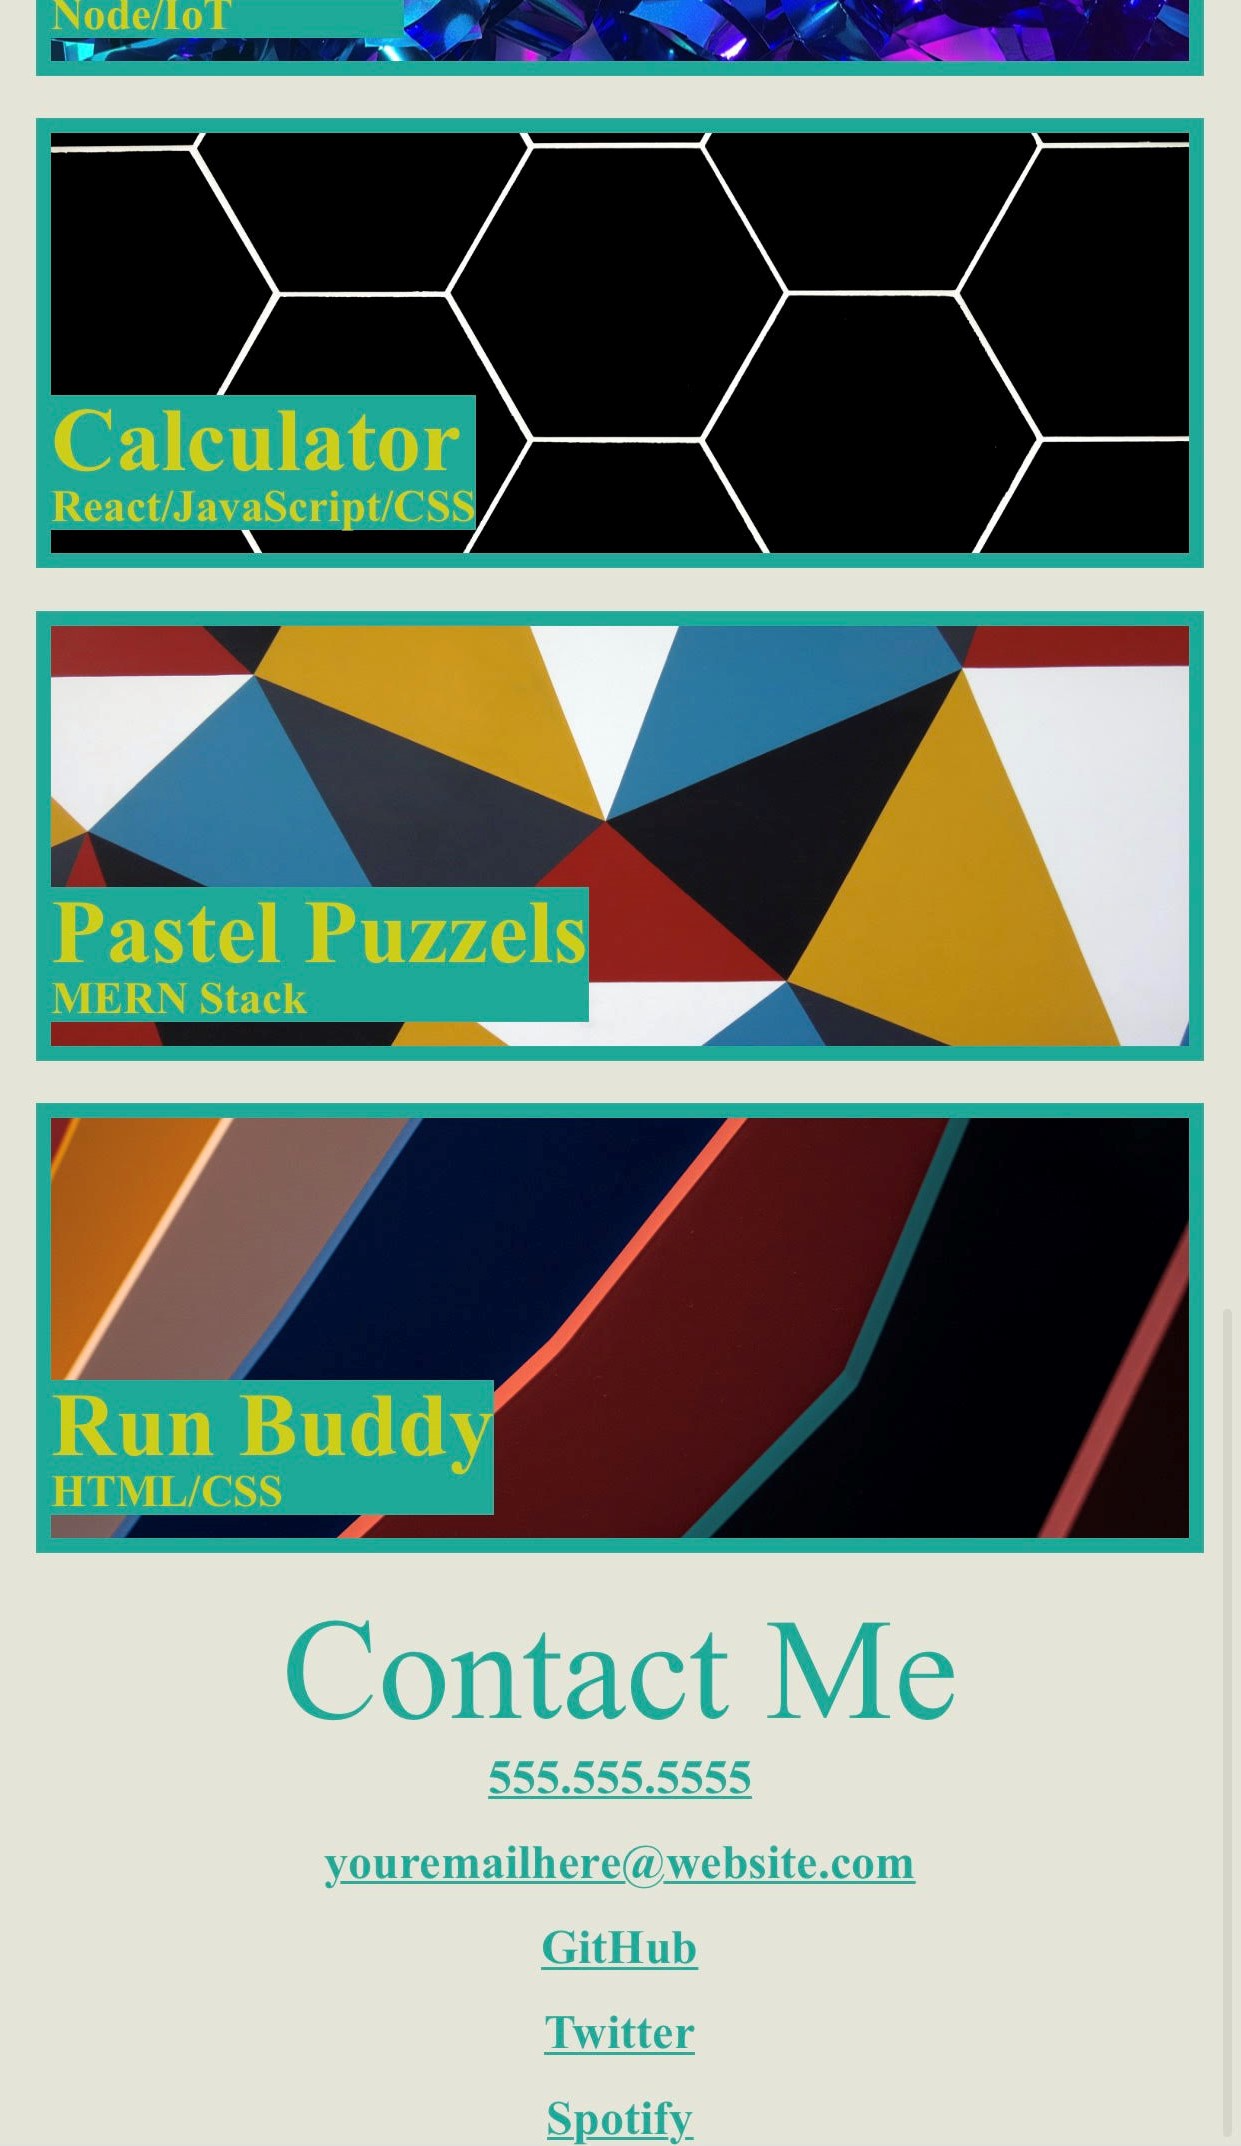 Node/IoT
Calculator
React/JavaScript/CSS
Pastel Puzzels
MERN Stack
Run Buddy
HTML/CSS
Contact Me
555.555.5555
youremailhere@website.com
GitHub
Twitter
Spotify